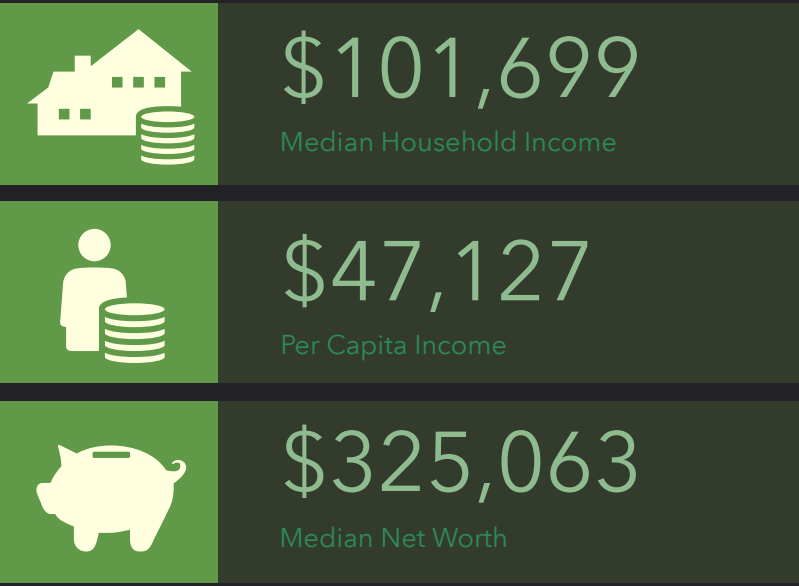 $101,699
Median Household Income
$47,127
Per Capita Income
$325,063
Median Net Worth